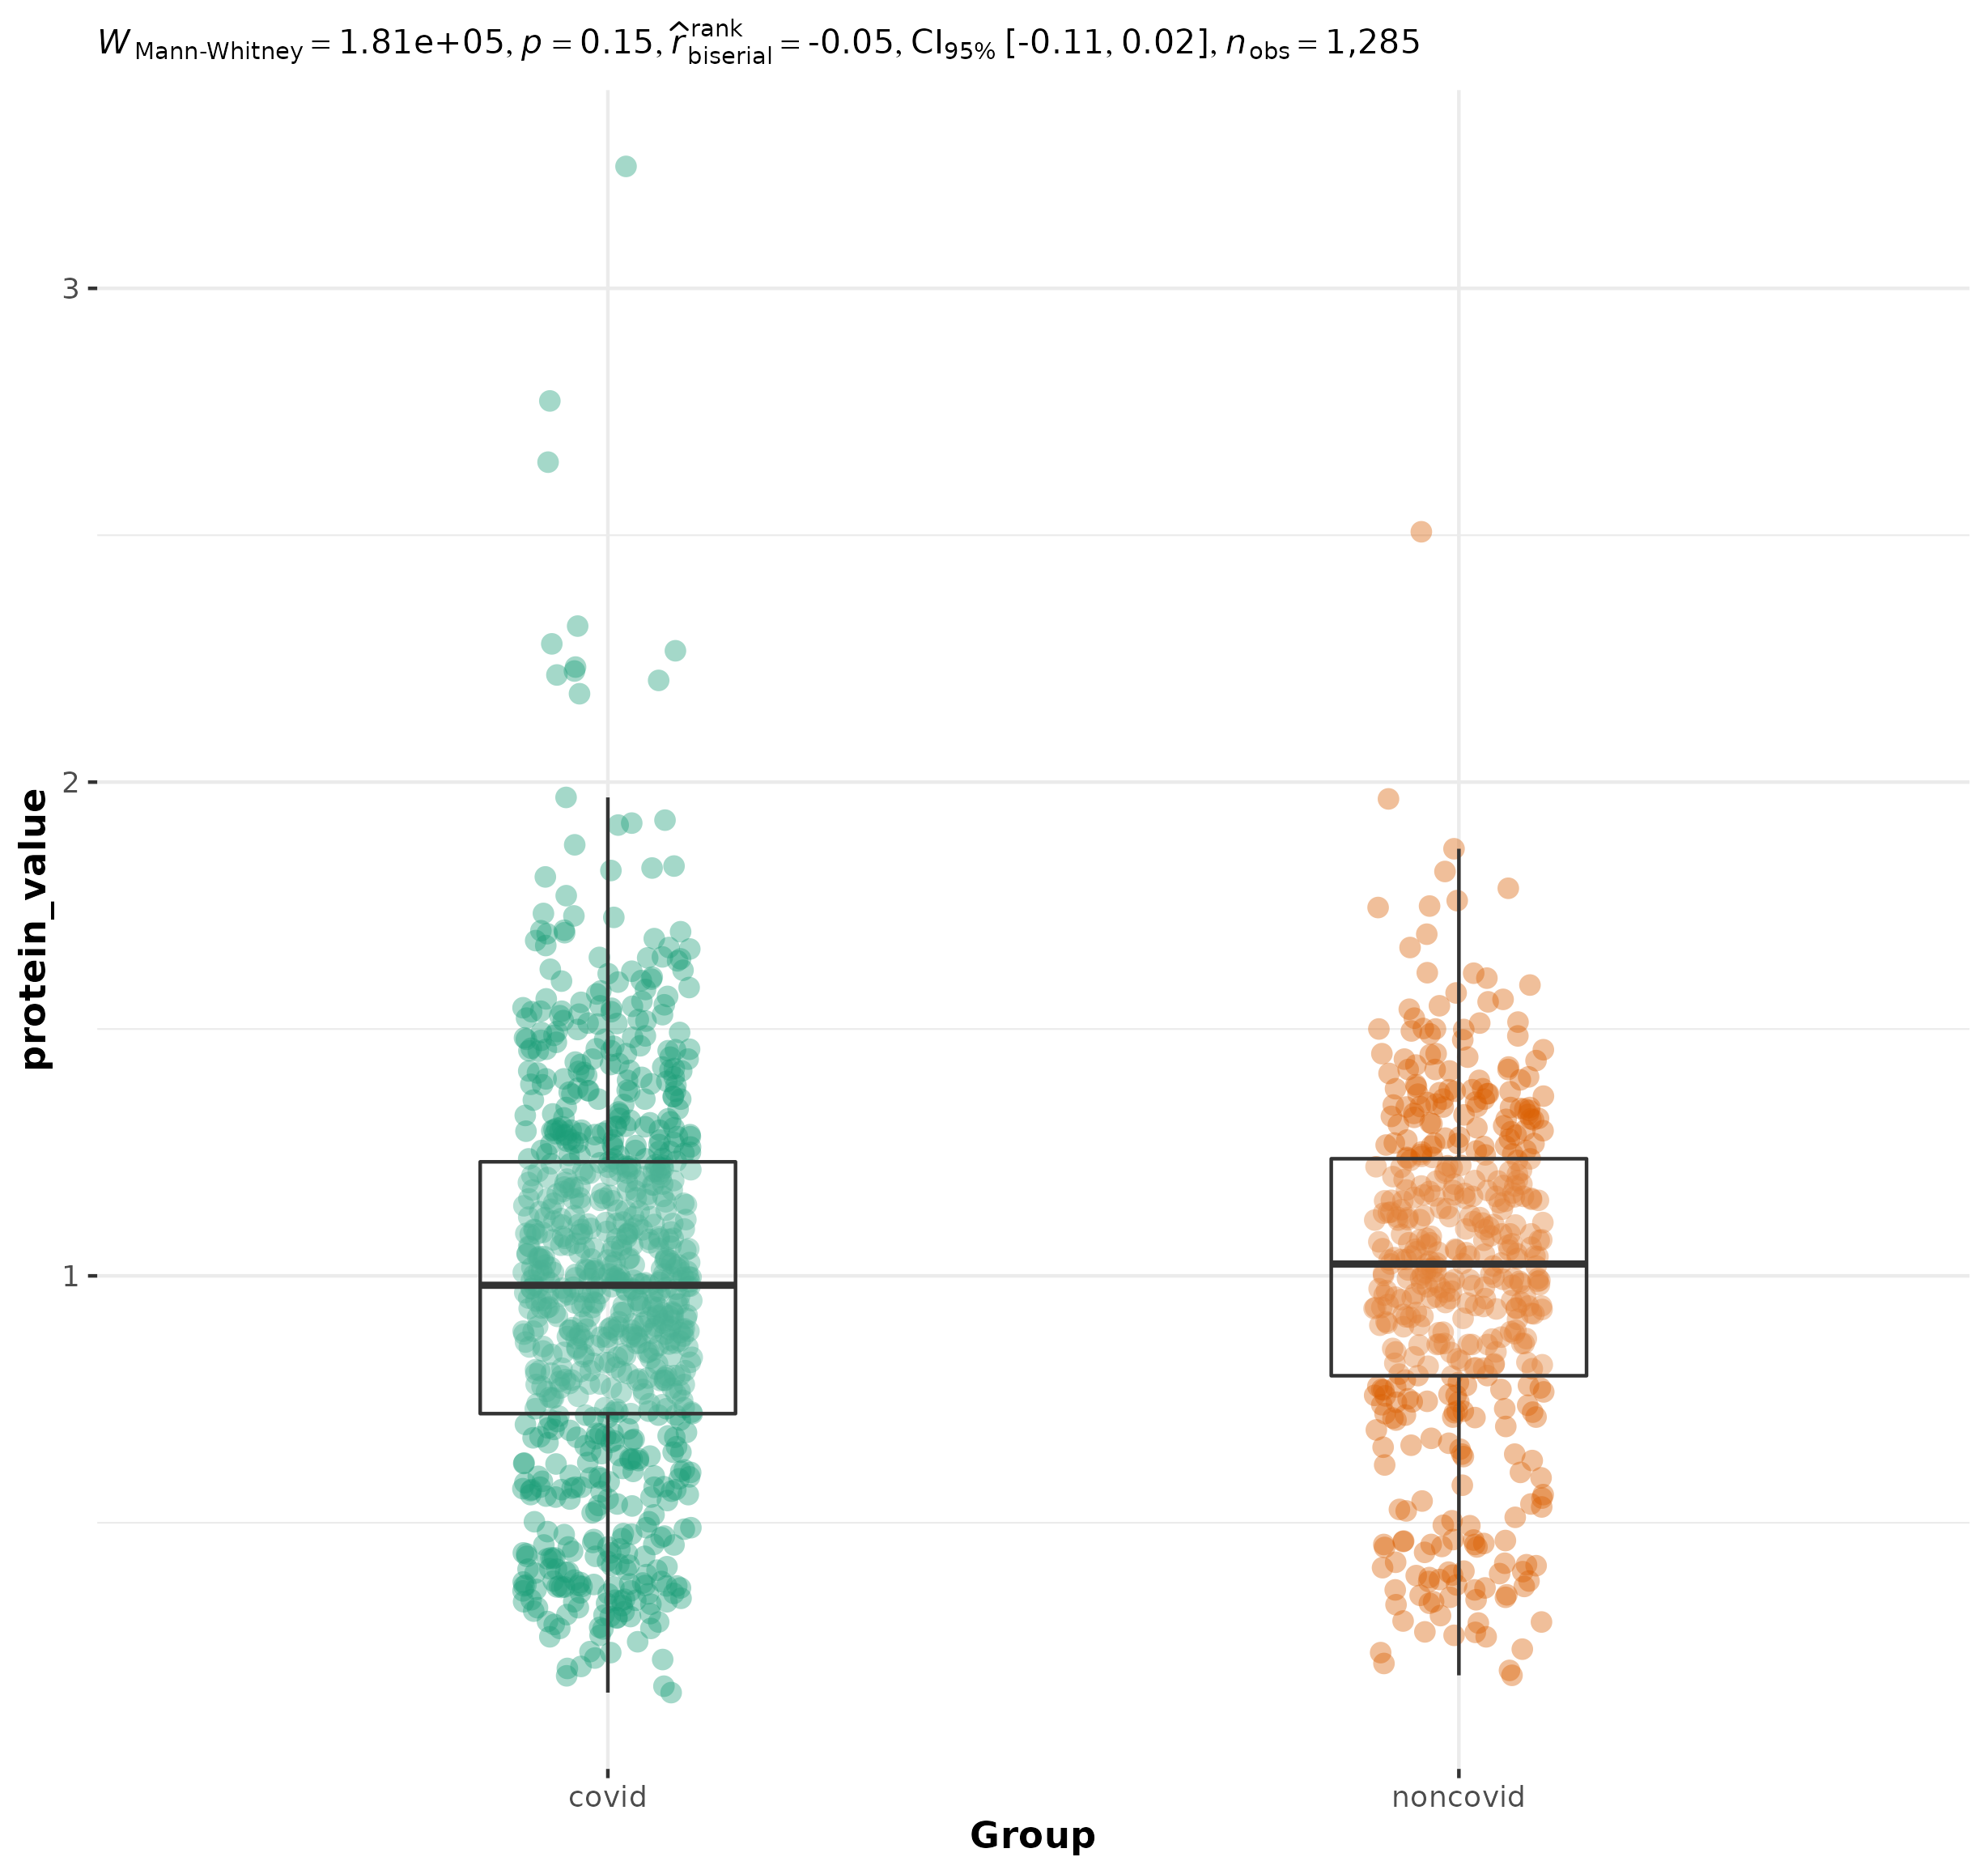 W Mann-Whitney = 1.81e+05, p = 0.15, r̂ rank biserial = -0.05, CI95% [-0.11, 0.02], nobs = 1,285
3
2
1
protein_value
covid noncovid
Group